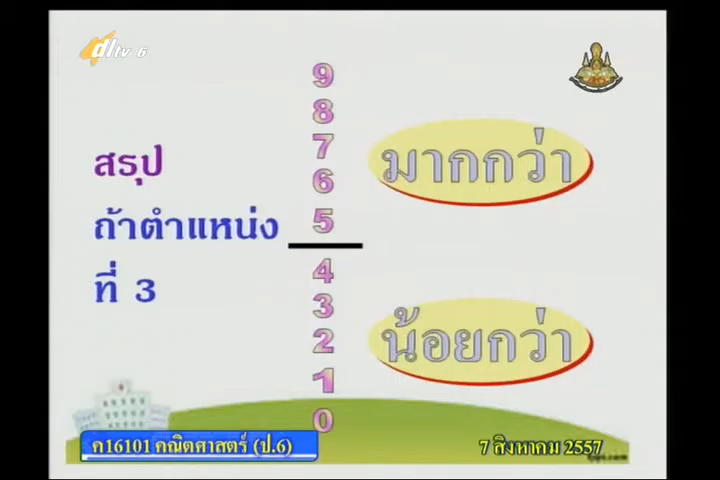 dltv-6
สรุป
ถ้าตำแหน่ง
ที่ 3
9
8
7
6
5
4
3
2
1
0
มากกว่า
น้อยกว่า
ค16101 คณิตศาสตร์ (ป.6)
7 สิงหาคม 2557